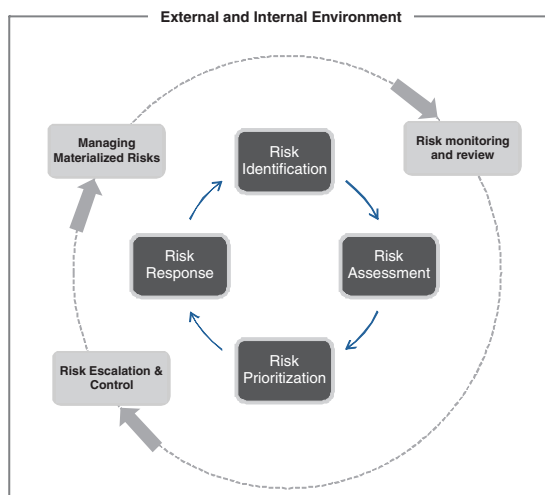 External and Internal Environment
Managing
Materialized Risks
Risk
Identification
Risk monitoring
and review
Risk
Response
Risk
Assessment
Risk
Prioritization
Risk Escalation &
Control